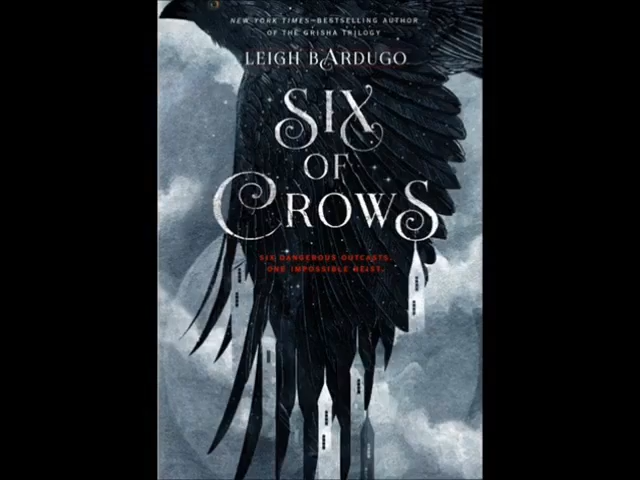 NEW YORK TIMES–BESTSELLING AUTHOR
OF THE GRISHA TRILOGY
LEIGH BARDUGO
SIX
OF
CROWS
SIX DANGEROUS OUTCASTS.
ONE IMPOSSIBLE HEIST.